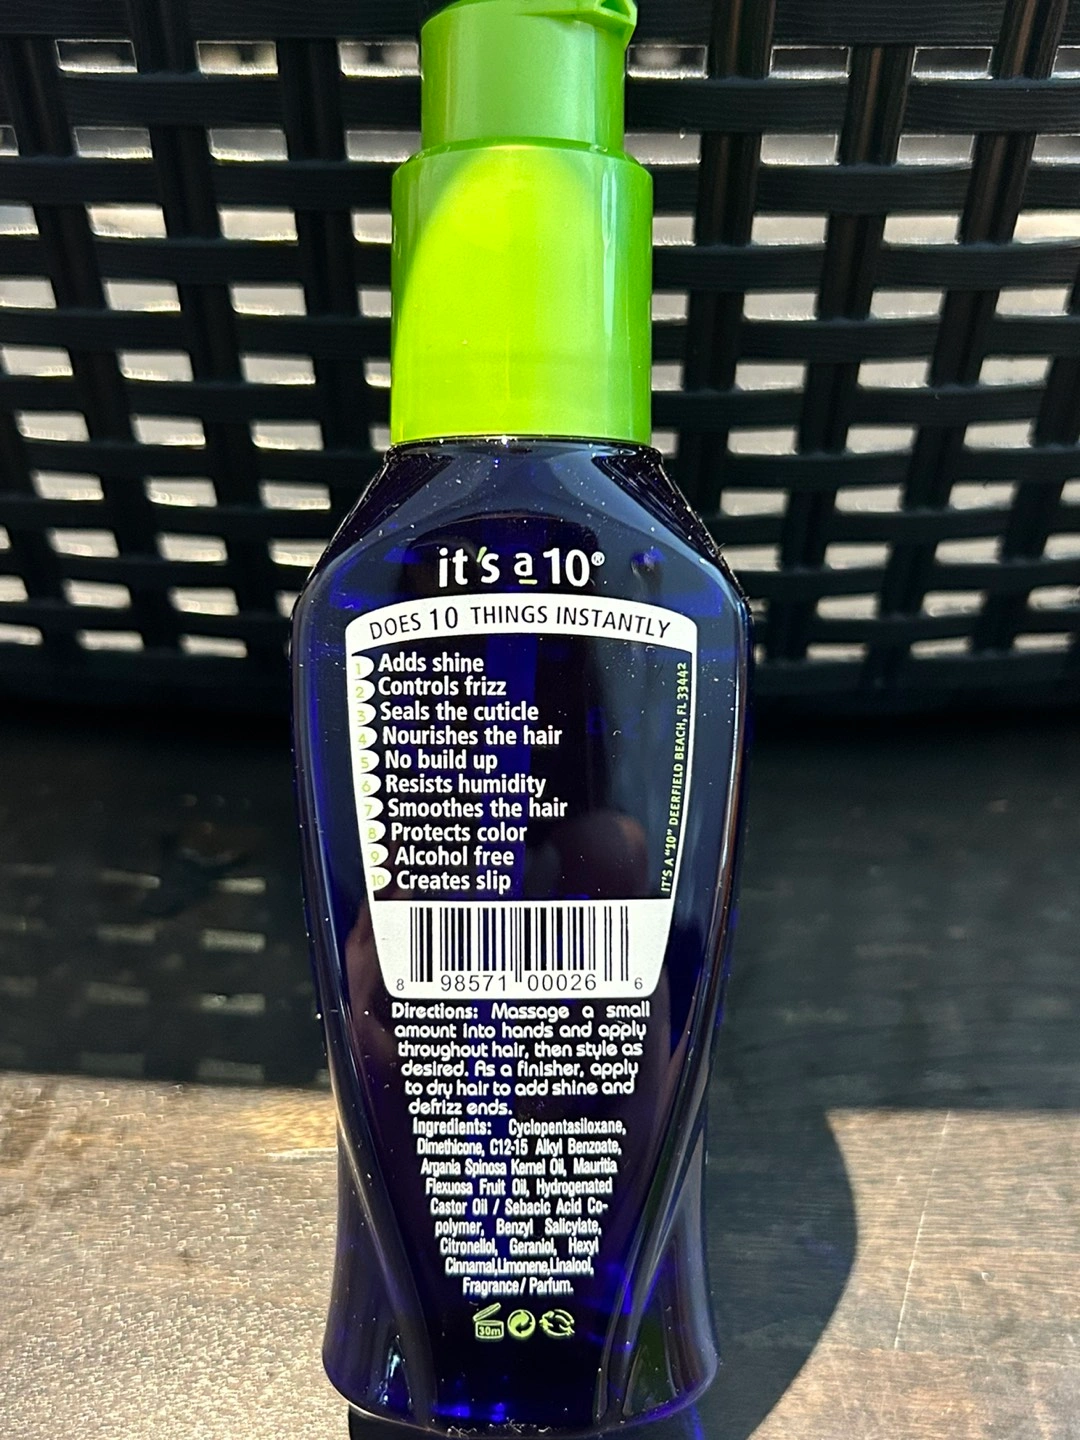 it's a 10®
DOES 10 THINGS INSTANTLY
1 Adds shine
2 Controls frizz
3 Seals the cuticle
4 Nourishes the hair
5 No build up
6 Resists humidity
7 Smoothes the hair
8 Protects color
9 Alcohol free
10 Creates slip
IT'S A "10" DEERFIELD BEACH, FL 33442
8 98571 00026 6
Directions: Massage a small
amount into hands and apply
throughout hair, then style as
desired. As a finisher, apply
to dry hair to add shine and
defrizz ends.
Ingredients: Cyclopentasiloxane,
Dimethicone, C12-15 Alkyl Benzoate,
Argania Spinosa Kernel Oil, Mauritia
Flexuosa Fruit Oil, Hydrogenated
Castor Oil / Sebacic Acid Co-
polymer, Benzyl Salicylate,
Citronellol, Geraniol, Hexyl
Cinnamal,Limonene,Linalool,
Fragrance/ Parfum.
30m